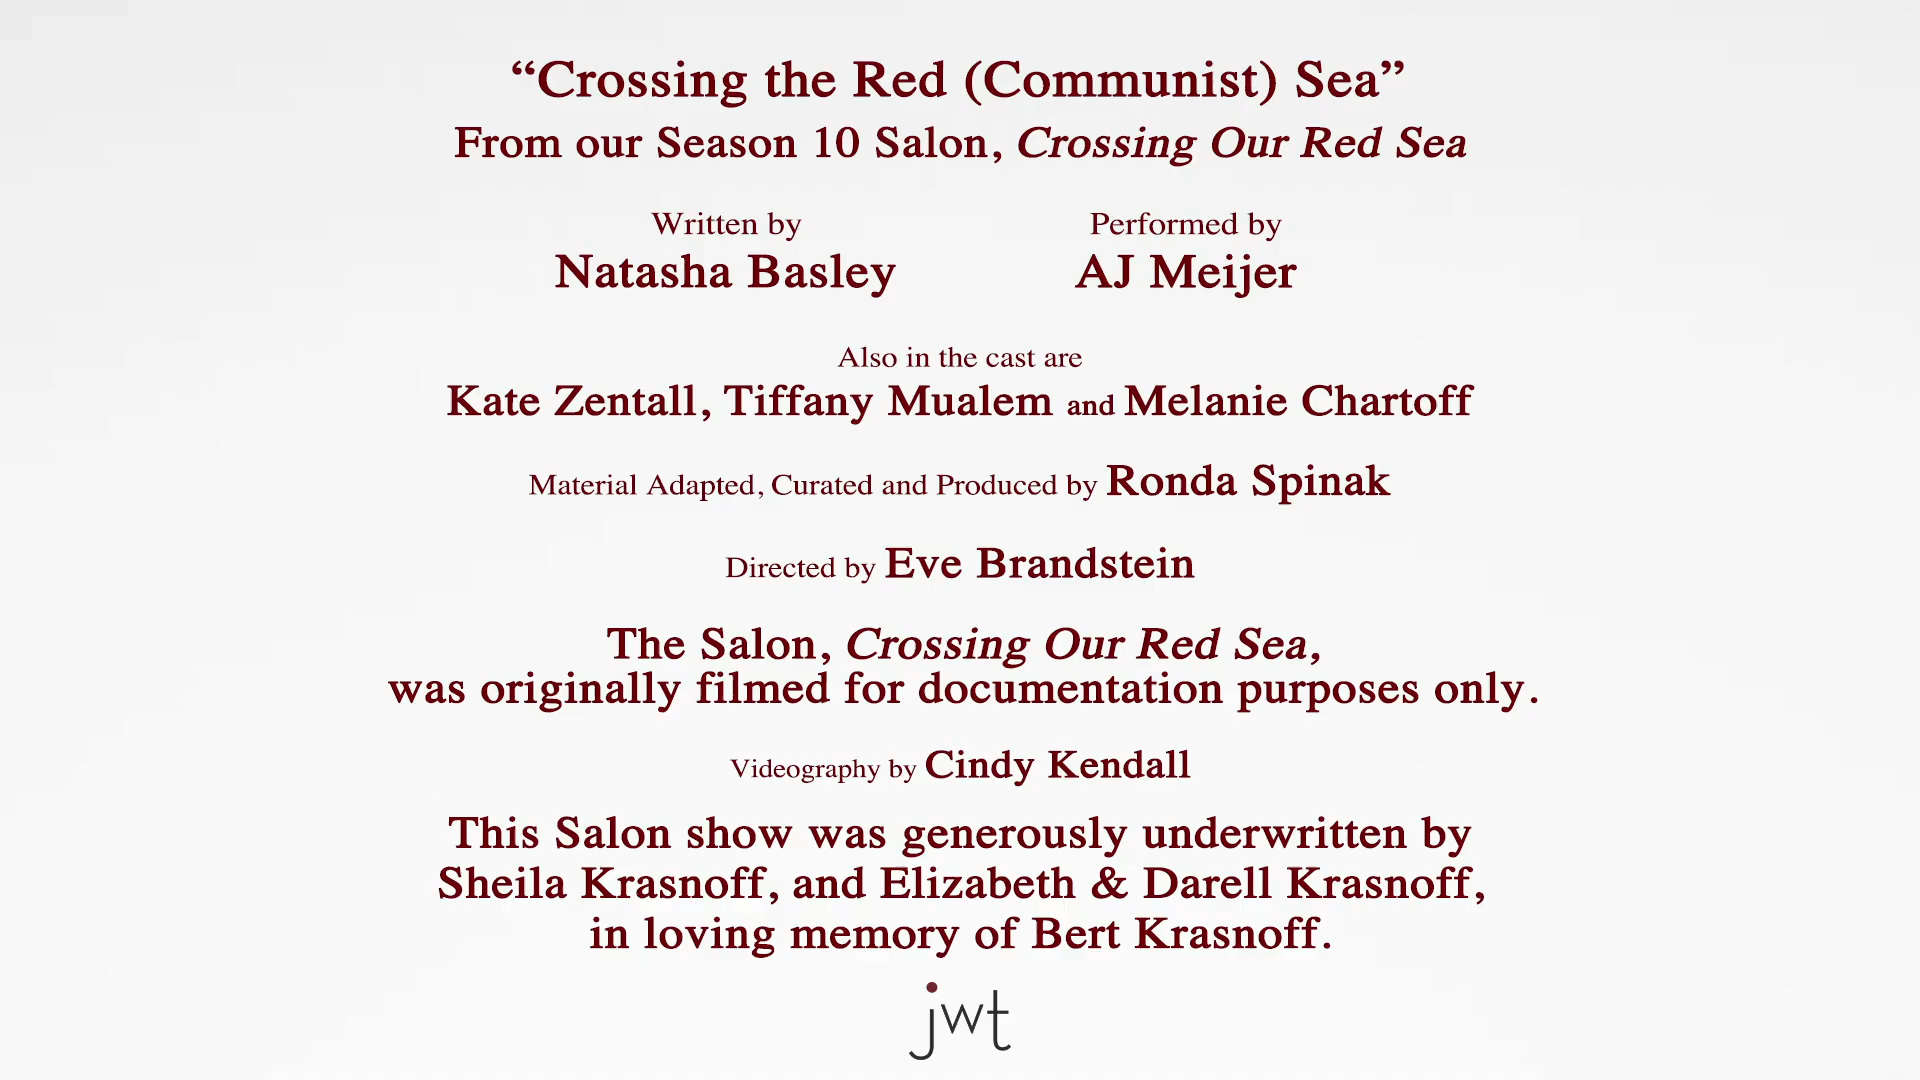 “Crossing the Red (Communist) Sea”
From our Season 10 Salon, Crossing Our Red Sea
Written by
Natasha Basley
Performed by
AJ Meijer
Also in the cast are
Kate Zentall, Tiffany Mualem and Melanie Chartoff
Material Adapted, Curated and Produced by Ronda Spinak
Directed by Eve Brandstein
The Salon, Crossing Our Red Sea,
was originally filmed for documentation purposes only.
Videography by Cindy Kendall
This Salon show was generously underwritten by
Sheila Krasnoff, and Elizabeth & Darell Krasnoff,
in loving memory of Bert Krasnoff.
jwt